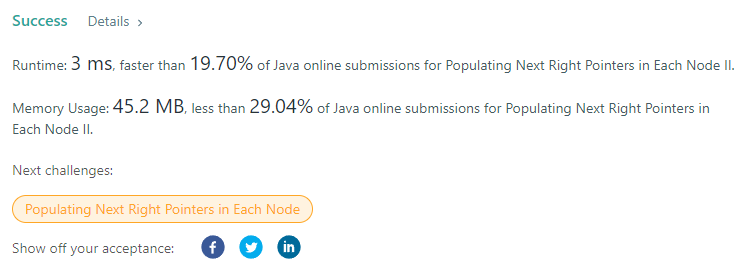 Success Details >
Runtime: 3 ms, faster than 19.70% of Java online submissions for Populating Next Right Pointers in Each Node II.
Memory Usage: 45.2 MB, less than 29.04% of Java online submissions for Populating Next Right Pointers in
Each Node II.
Next challenges:
Populating Next Right Pointers in Each Node
Show off your acceptance: f in